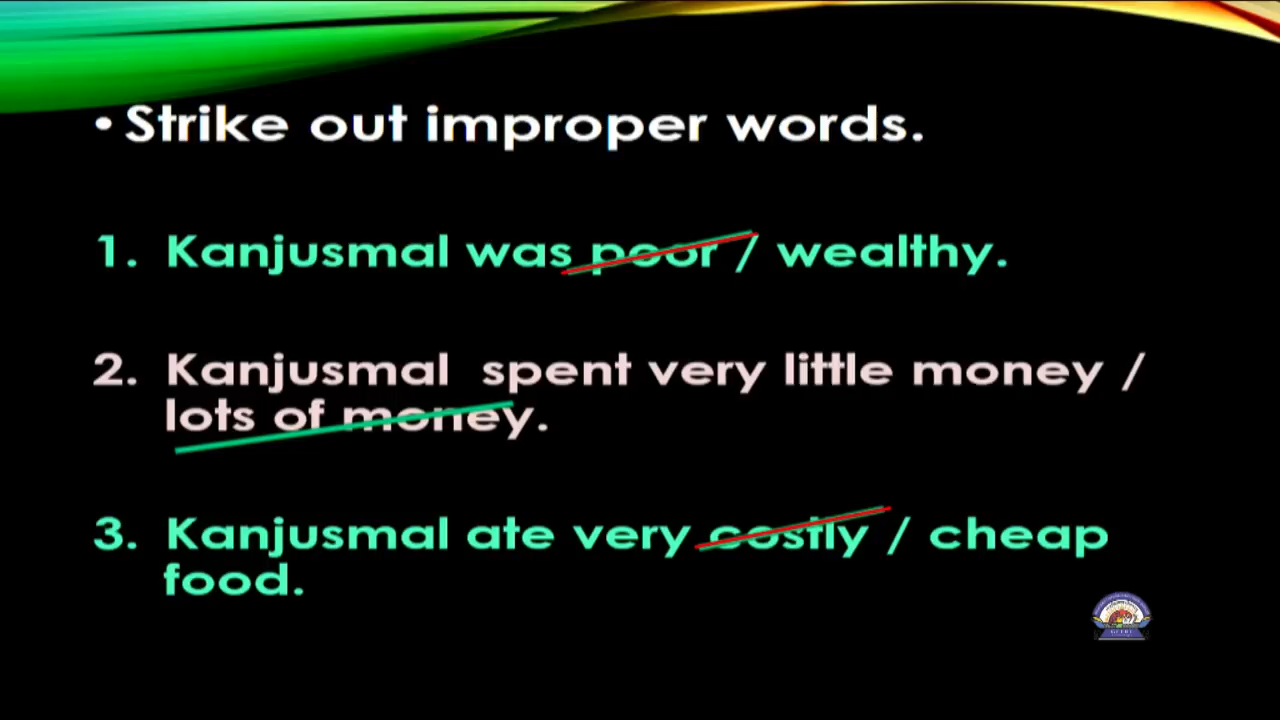 • Strike out improper words.
1. Kanjusmal was poor / wealthy.
2. Kanjusmal spent very little money /
lots of money.
3. Kanjusmal ate very costly / cheap
food.